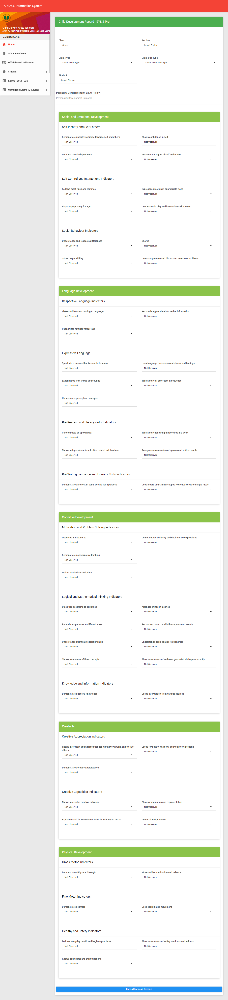 APSACS Information System
Sidra Maryam (Class Teacher)
Army Aviation Public School & College Dhamial Camp
MAIN NAVIGATION
Home
Add Alumni Data
Official Email Addresses
Student
Exams (EYS1 - XII)
Cambridge Exams (O-Levels)
Child Development Record - EYS 2-Pre 1
Class Section
--Select-- Select Section
Exam Type Exam Sub Type
--Select Exam Type-- --Select Exam Sub Type--
Student
Select Student
Pesonality Development (CP2 & CP4 only)
Personality Development Remarks
Social and Emotional Development
Self Identify and Self Esteem
Demonstrates positive attitude towards self and others Shows confidence in self
Not Observed Not Observed
Demonstrates independence Respects the rights of self and others
Not Observed Not Observed
Self Control and Interactions Indicators
Follows most rules and routines Expresses emotion in appropriate ways
Not Observed Not Observed
Plays appropriately for age Cooperates in play and interactions with peers
Not Observed Not Observed
Social Behaviour Indicators
Understands and respects differences Shares
Not Observed Not Observed
Takes responsibility Uses compromise and discussion to reslove problems
Not Observed Not Observed
Language Development
Respective Language Indicators
Listens with understanding to language Responds appropriately to verbal information
Not Observed Not Observed
Recognizes familiar verbal text
Not Observed
Expressive Language
Speaks in a manner that is clear to listeners Uses language to communicate ideas and feelings
Not Observed Not Observed
Experiments with words and sounds Tells a story or other text in sequence
Not Observed Not Observed
Understands perceptual concepts
Not Observed
Pre-Reading and literacy skills Indicators
Concentrates on spoken text Tells a story following the pictures in a book
Not Observed Not Observed
Shows independence in activities related to Literature Recognizes association of spoken and written words
Not Observed Not Observed
Pre-Writing Langauge and Literacy Skills Indicators
Demonstrates interest in using writing for a purpose Uses letters and Similar shapes to create words or simple ideas
Not Observed Not Observed
Cognitive Development
Motivation and Problem Solving Indicators
Observes and explores Demonstrates curiosity and desire to solve problems
Not Observed Not Observed
Demonstrates constructive thinking
Not Observed
Makes predictions and plans
Not Observed
Logical and Mathematical thinking Indicators
Classifies according to attributes Arranges things in a series
Not Observed Not Observed
Reproduces patterns in different ways Reconstructs and recalls the sequence of events
Not Observed Not Observed
Understands quantitative relationships Understands basic spatial relationships
Not Observed Not Observed
Shows awareness of time concepts Shows awareness of and uses geometrical shapes correctly
Not Observed Not Observed
Knowledge and Information Indicators
Demonstrates general knowledge Seeks information from various sources
Not Observed Not Observed
Creativity
Creative Appreciation Indicators
Shows interest in and appreciation for his/ her own work and work of others Looks for beauty harmony defined by own criteria
Not Observed Not Observed
Demonstrates creative persistence
Not Observed
Creative Capacities Indicators
Shows interest in creative activities Shows imagination and representation
Not Observed Not Observed
Expresses self in a creative manner in a variety of areas Personal interpretation
Not Observed Not Observed
Physical Development
Gross Motor Indicators
Demonstrates Physical Strength Moves with coordination and balance
Not Observed Not Observed
Fine Motor Indicators
Demonstrates control Uses coordinated movement
Not Observed Not Observed
Healthy and Safety Indicators
Follows everyday health and hygiene practices Shows awareness of saftey outdoors and indoors
Not Observed Not Observed
Knows body parts and their functions
Not Observed
Save & Download Remarks